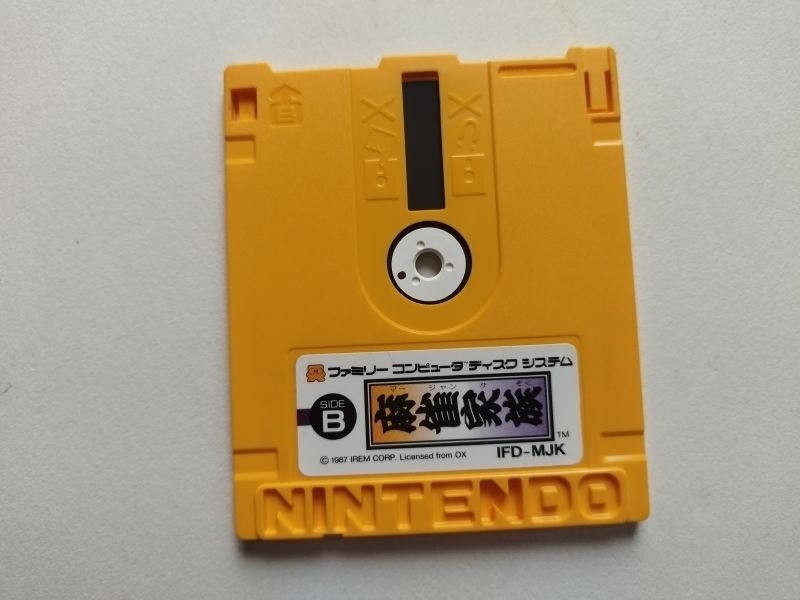 B
ファミリー コンピュータ™ ディスク システム
SIDE
B
マー ジャン か ぞく
麻雀家族
TM
© 1987 IREM CORP. Licensed from OX
IFD-MJK
NINTENDO